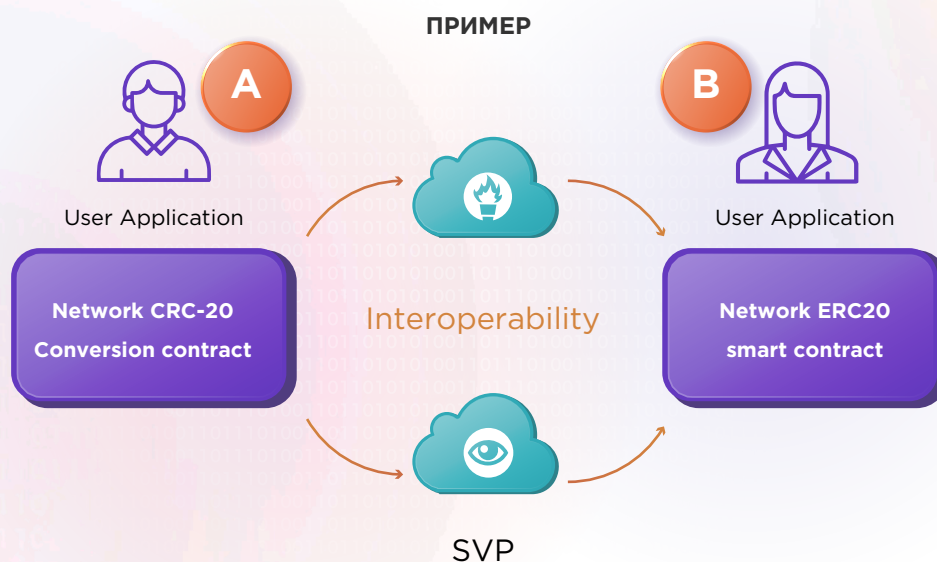 ПРИМЕР
A
B
User Application
User Application
Network CRC-20
Conversion contract
Interoperability
Network ERC20
smart contract
SVP